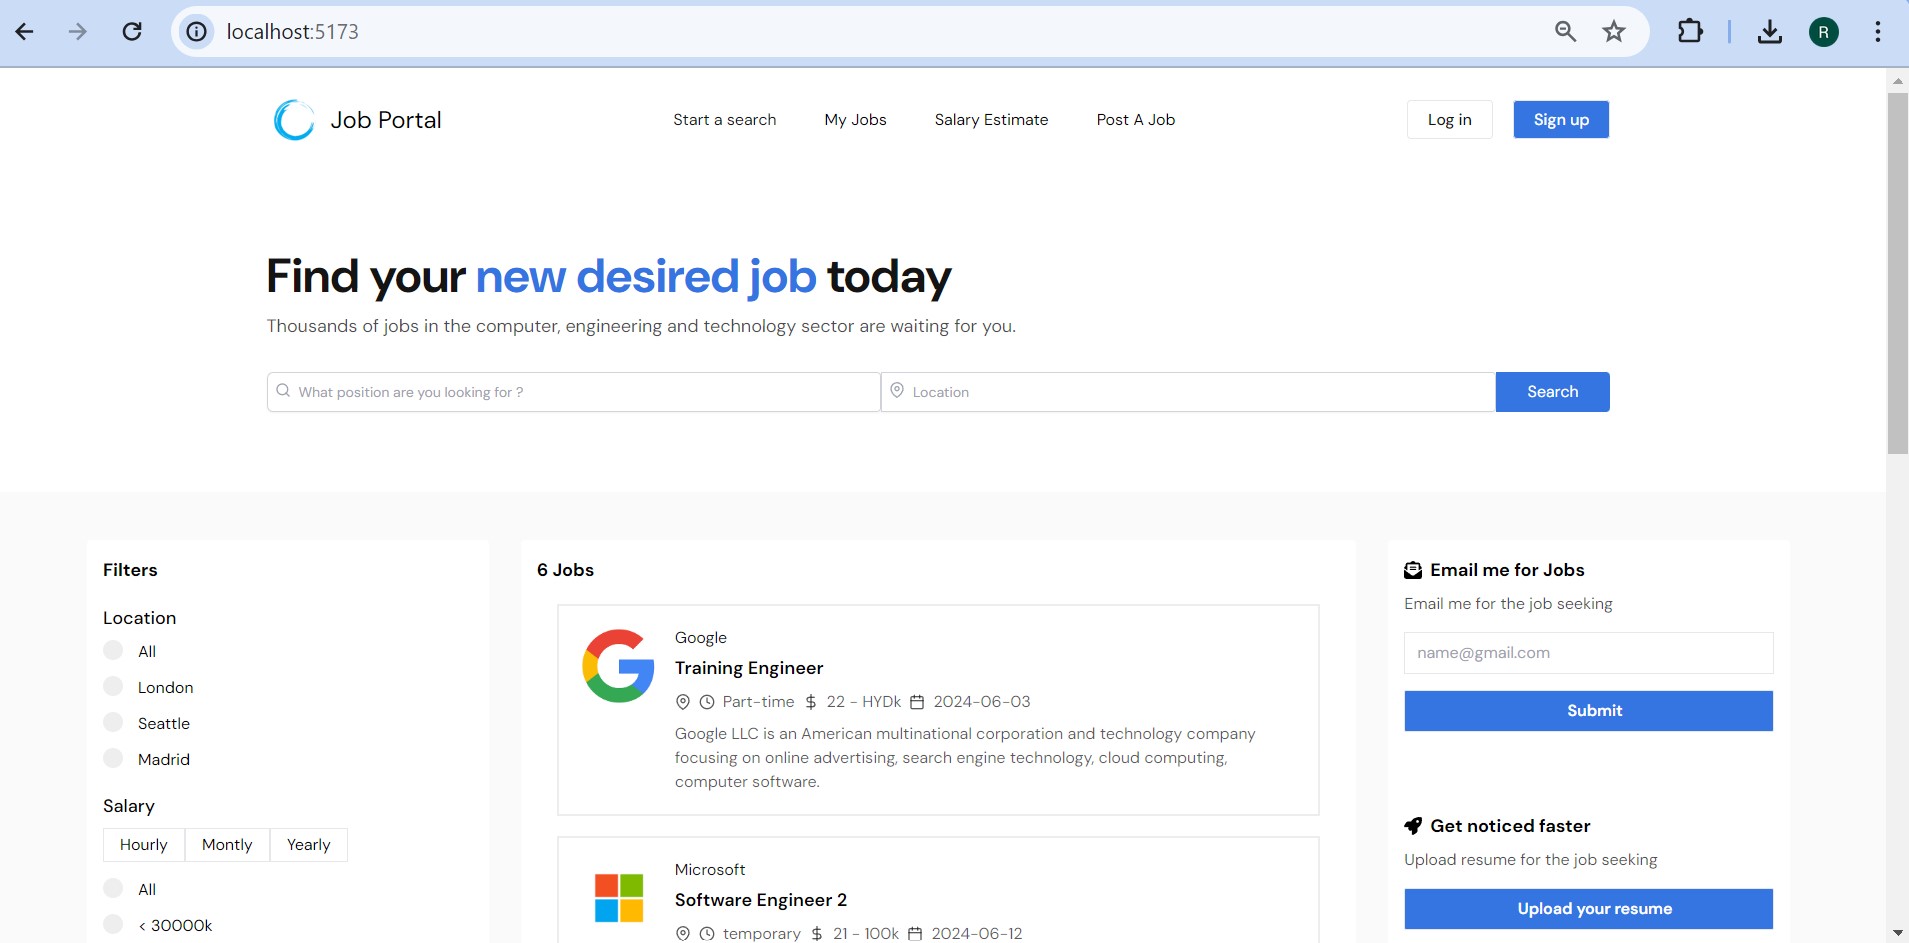 localhost:5173
R
Job Portal
Start a search
My Jobs
Salary Estimate
Post A Job
Log in
Sign up
Find your new desired job today
Thousands of jobs in the computer, engineering and technology sector are waiting for you.
What position are you looking for ?
Location
Search
Filters
Location
All
London
Seattle
Madrid
Salary
Hourly
Montly
Yearly
All
< 30000k
6 Jobs
Google
Training Engineer
Part-time $ 22 - HYDk 2024-06-03
Google LLC is an American multinational corporation and technology company
focusing on online advertising, search engine technology, cloud computing,
computer software.
Microsoft
Software Engineer 2
temporary $ 21 - 100k 2024-06-12
Email me for Jobs
Email me for the job seeking
name@gmail.com
Submit
Get noticed faster
Upload resume for the job seeking
Upload your resume